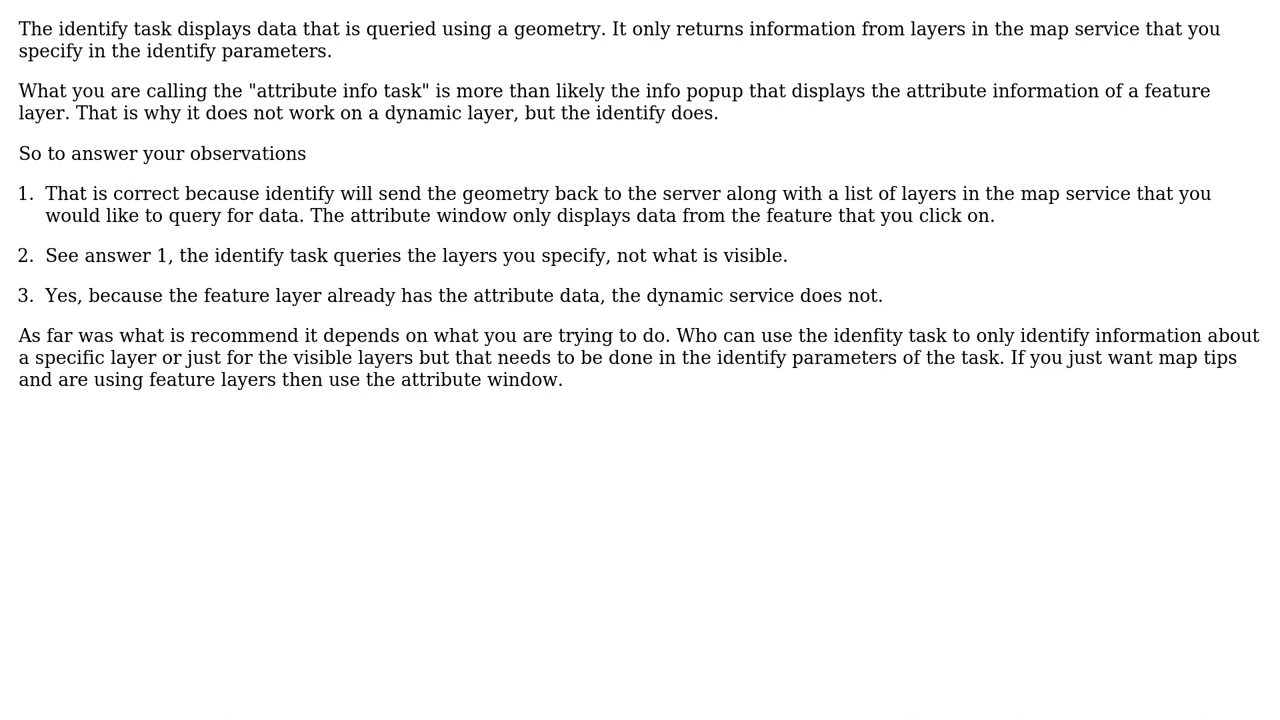 The identify task displays data that is queried using a geometry. It only returns information from layers in the map service that you
specify in the identify parameters.
What you are calling the "attribute info task" is more than likely the info popup that displays the attribute information of a feature
layer. That is why it does not work on a dynamic layer, but the identify does.
So to answer your observations
1. That is correct because identify will send the geometry back to the server along with a list of layers in the map service that you
would like to query for data. The attribute window only displays data from the feature that you click on.
2. See answer 1, the identify task queries the layers you specify, not what is visible.
3. Yes, because the feature layer already has the attribute data, the dynamic service does not.
As far was what is recommend it depends on what you are trying to do. Who can use the idenfity task to only identify information about
a specific layer or just for the visible layers but that needs to be done in the identify parameters of the task. If you just want map tips
and are using feature layers then use the attribute window.